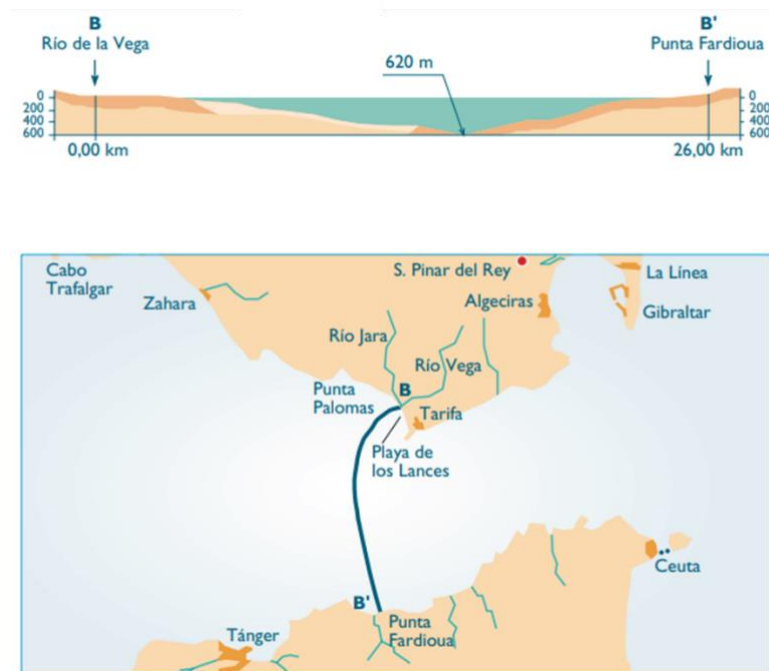 B
Río de la Vega
B'
Punta Fardioua
620 m
0
200
400
600
0
200
400
600
0,00 km
26,00 km
Cabo
Trafalgar
Zahara
S. Pinar del Rey
La Línea
Algeciras
Gibraltar
Río Jara
Río Vega
Punta
Palomas
B
Tarifa
Playa de
los Lances
Ceuta
B'
Punta
Fardioua
Tánger